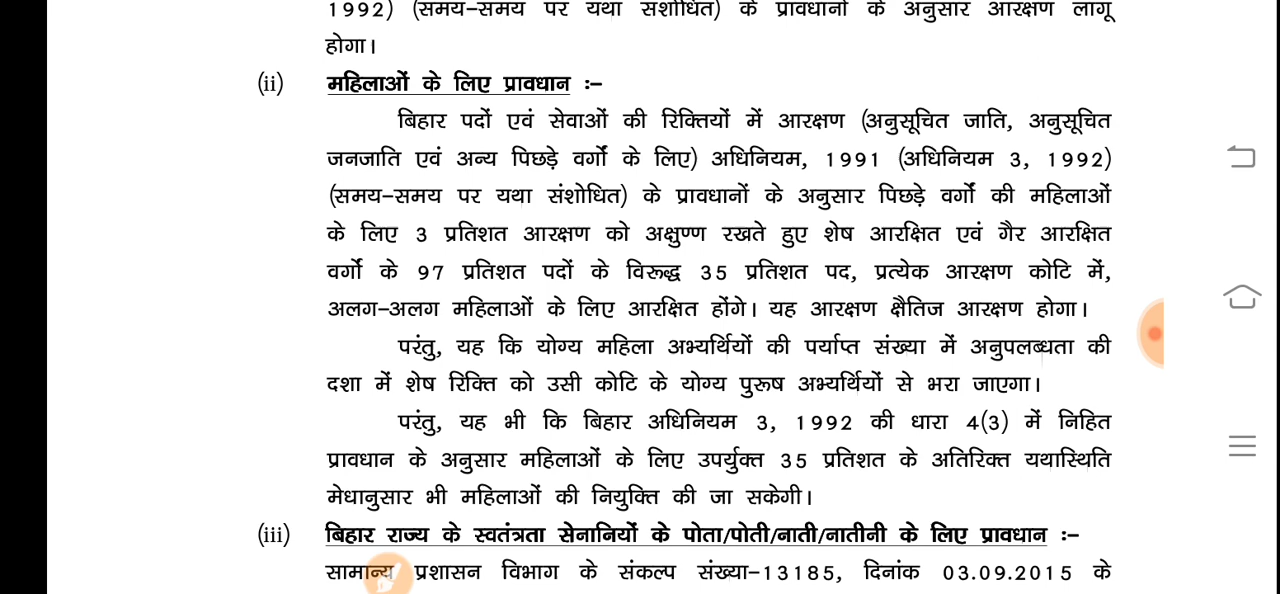 1992) (समय–समय पर यथा संशोधित) के प्रावधानों के अनुसार आरक्षण लागू
होगा।
(ii) महिलाओं के लिए प्रावधान :–
बिहार पदों एवं सेवाओं की रिक्तियों में आरक्षण (अनुसूचित जाति, अनुसूचित
जनजाति एवं अन्य पिछड़े वर्गों के लिए) अधिनियम, 1991 (अधिनियम 3, 1992)
(समय–समय पर यथा संशोधित) के प्रावधानों के अनुसार पिछड़े वर्गों की महिलाओं
के लिए 3 प्रतिशत आरक्षण को अक्षुण्ण रखते हुए शेष आरक्षित एवं गैर आरक्षित
वर्गों के 97 प्रतिशत पदों के विरूद्ध 35 प्रतिशत पद, प्रत्येक आरक्षण कोटि में,
अलग–अलग महिलाओं के लिए आरक्षित होंगे। यह आरक्षण क्षैतिज आरक्षण होगा।
परंतु, यह कि योग्य महिला अभ्यर्थियों की पर्याप्त संख्या में अनुपलब्धता की
दशा में शेष रिक्ति को उसी कोटि के योग्य पुरूष अभ्यर्थियों से भरा जाएगा।
परंतु, यह भी कि बिहार अधिनियम 3, 1992 की धारा 4(3) में निहित
प्रावधान के अनुसार महिलाओं के लिए उपर्युक्त 35 प्रतिशत के अतिरिक्त यथास्थिति
मेधानुसार भी महिलाओं की नियुक्ति की जा सकेगी।
(iii) बिहार राज्य के स्वतंत्रता सेनानियों के पोता/पोती/नाती/नातीनी के लिए प्रावधान :–
सामान्य प्रशासन विभाग के संकल्प संख्या–13185, दिनांक 03.09.2015 के